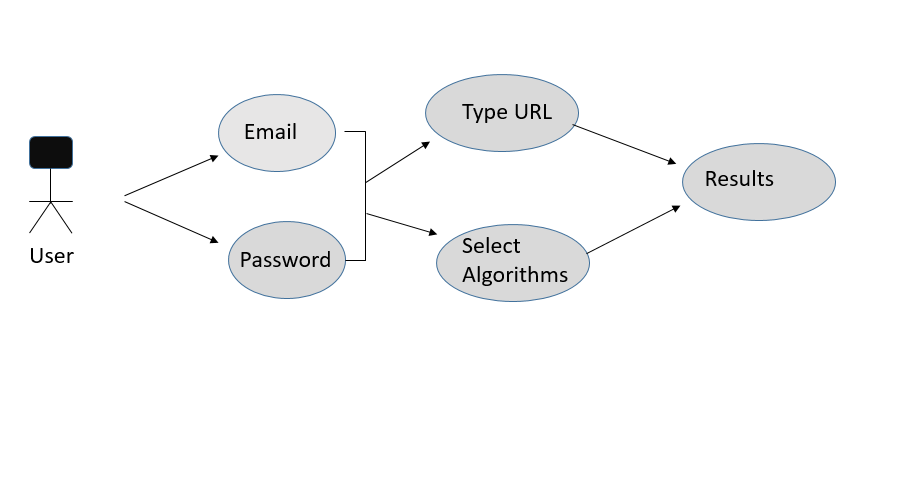 User
Email
Password
Type URL
Select
Algorithms
Results